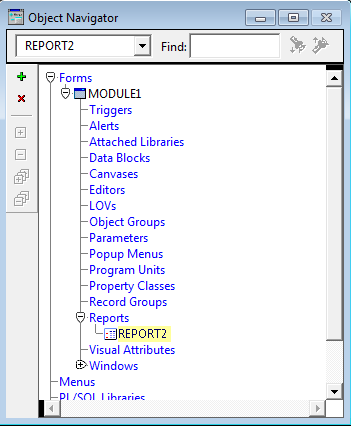 Object Navigator
REPORT2 Find:
Forms
MODULE1
Triggers
Alerts
Attached Libraries
Data Blocks
Canvases
Editors
LOVs
Object Groups
Parameters
Popup Menus
Program Units
Property Classes
Record Groups
Reports
REPORT2
Visual Attributes
Windows
Menus
PL/SQL Libraries